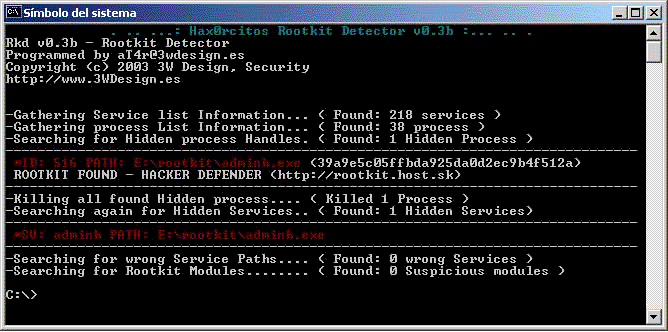 Símbolo del sistema
. .. ...: Hax0rcitos Rootkit Detector v0.3b :... .. .
Rkd v0.3b - Rootkit Detector
Programmed by aT4r@3wdesign.es
Copyright (c) 2003 3W Design, Security
http://www.3WDesign.es
-Gathering Service list Information... ( Found: 218 services )
-Gathering process List Information... ( Found: 38 process )
-Searching for Hidden process Handles. ( Found: 1 Hidden Process )
*ID: 516 PATH: E:\rootkit\adminh.exe (39a9e5c05ffbda925da0d2ec9b4f512a)
ROOTKIT FOUND - HACKER DEFENDER (http://rootkit.host.sk)
-Killing all found Hidden process.... ( Killed 1 Process )
-Searching again for Hidden Services.. ( Found: 1 Hidden Services)
*SV: adminh PATH: E:\rootkit\adminh.exe
-Searching for wrong Service Paths.... ( Found: 0 wrong Services )
-Searching for Rootkit Modules........ ( Found: 0 Suspicious modules )
C:\>